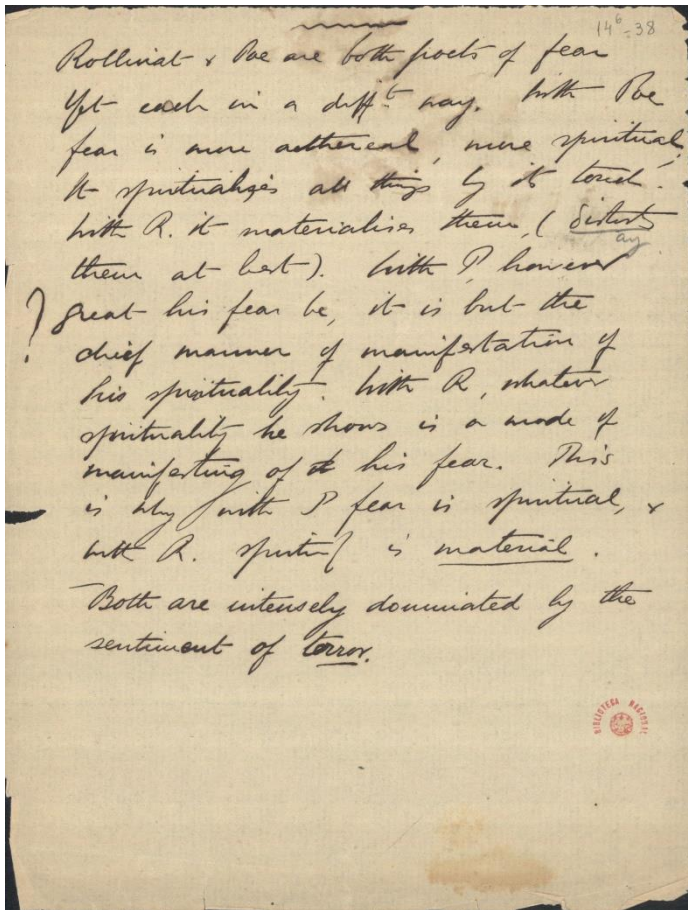 14⁶-38
Rollinat & Poe are both poets of fear
yet each in a diffᵗ way. With Poe
fear is more aethereal, more spiritual.
It spiritualizes all things by its touch.
With R. it materialises them, (distorts
them at best). With P. however
great his fear be, it is but the
chief manner of manifestation of
his spirituality. With R, whatever
spirituality he shows is a mode of
manifesting of his fear. This
is why with P fear is spiritual, &
with R. is material.
Both are intensely dominated by the
sentiment of terror.
BIBLIOTECA NACIONAL